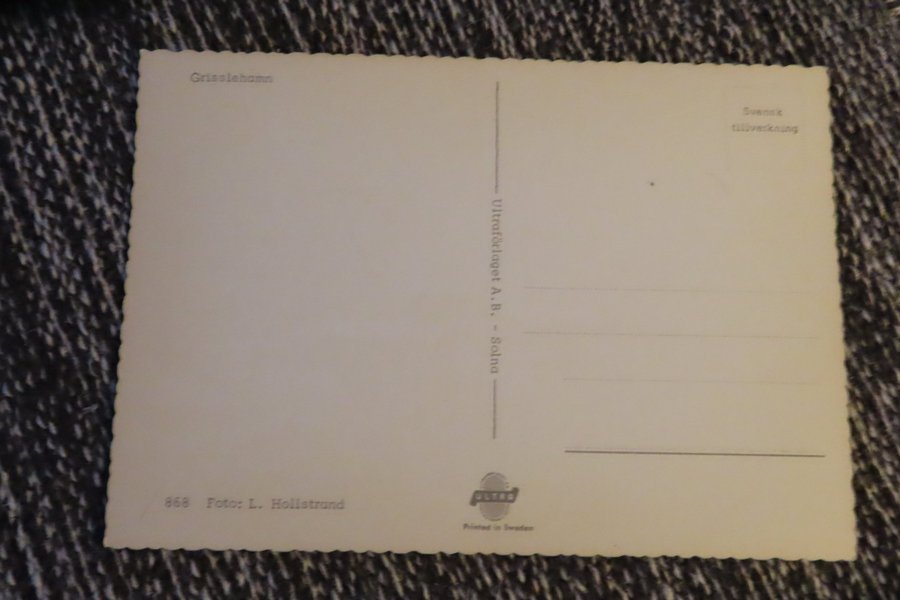 Grisslehamn
Svensk
tillverkning
Ultraförlaget A.B. - Solna
868 Foto: L. Hollstrand
ULTRA
Printed in Sweden